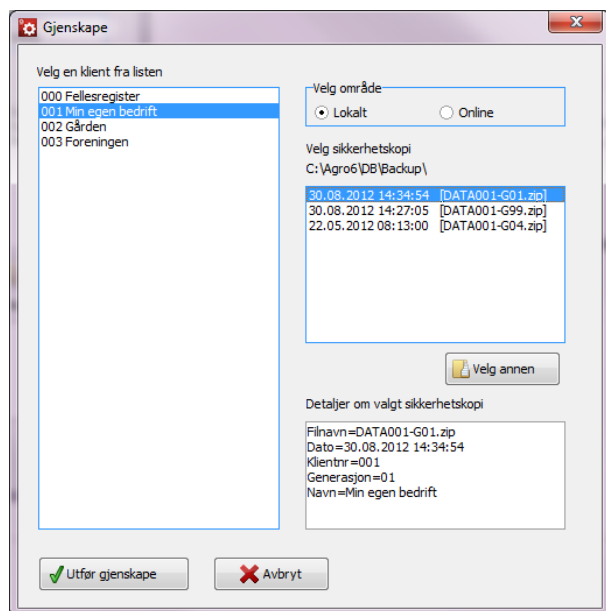 Gjenskape
Velg en klient fra listen
000 Fellesregister
001 Min egen bedrift
002 Gården
003 Foreningen
Velg område
Lokalt
Online
Velg sikkerhetskopi
C:\Agro6\DB\Backup\
30.08.2012 14:34:54 [DATA001-G01.zip]
30.08.2012 14:27:05 [DATA001-G99.zip]
22.05.2012 08:13:00 [DATA001-G04.zip]
Velg annen
Detaljer om valgt sikkerhetskopi
Filnavn=DATA001-G01.zip
Dato=30.08.2012 14:34:54
Klientnr=001
Generasjon=01
Navn=Min egen bedrift
Utfør gjenskape
Avbryt